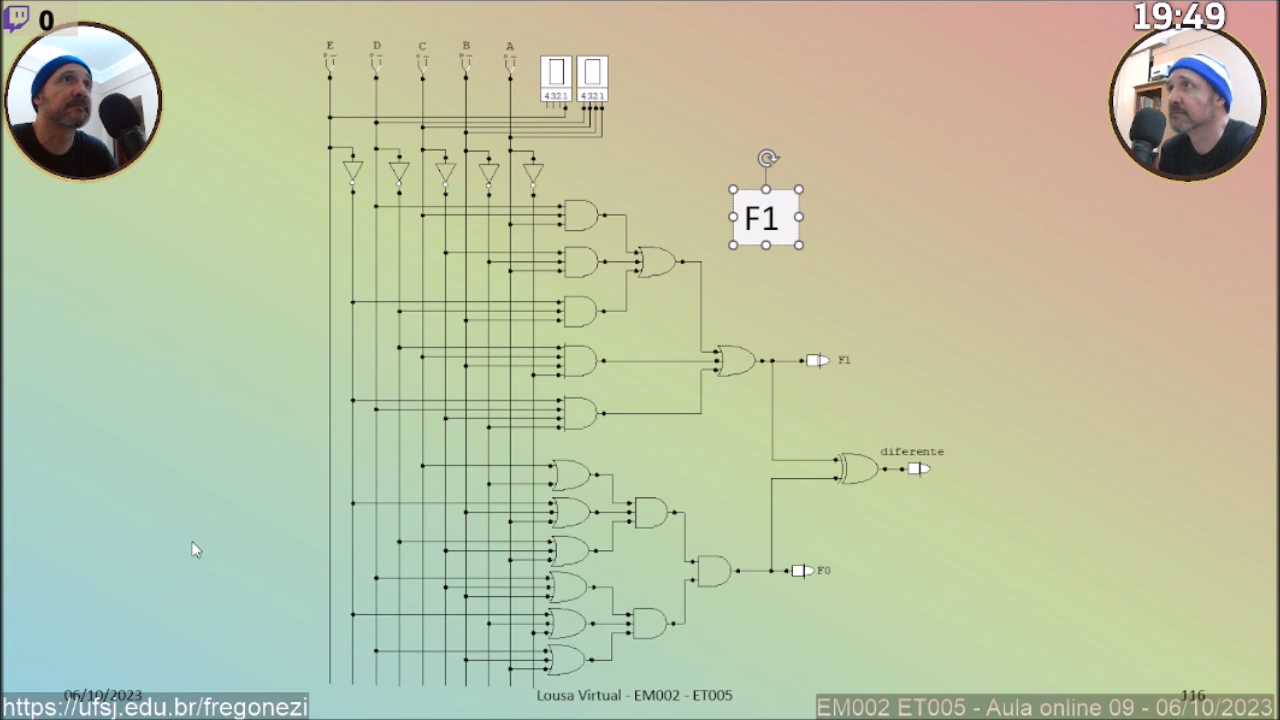 0
19:49
E D C B A
4321 4321
F1
F1
diferente
F0
06/10/2023
Lousa Virtual - EM002 - ET005
116
https://ufsj.edu.br/fregonezi
EM002 ET005 - Aula online 09 - 06/10/2023